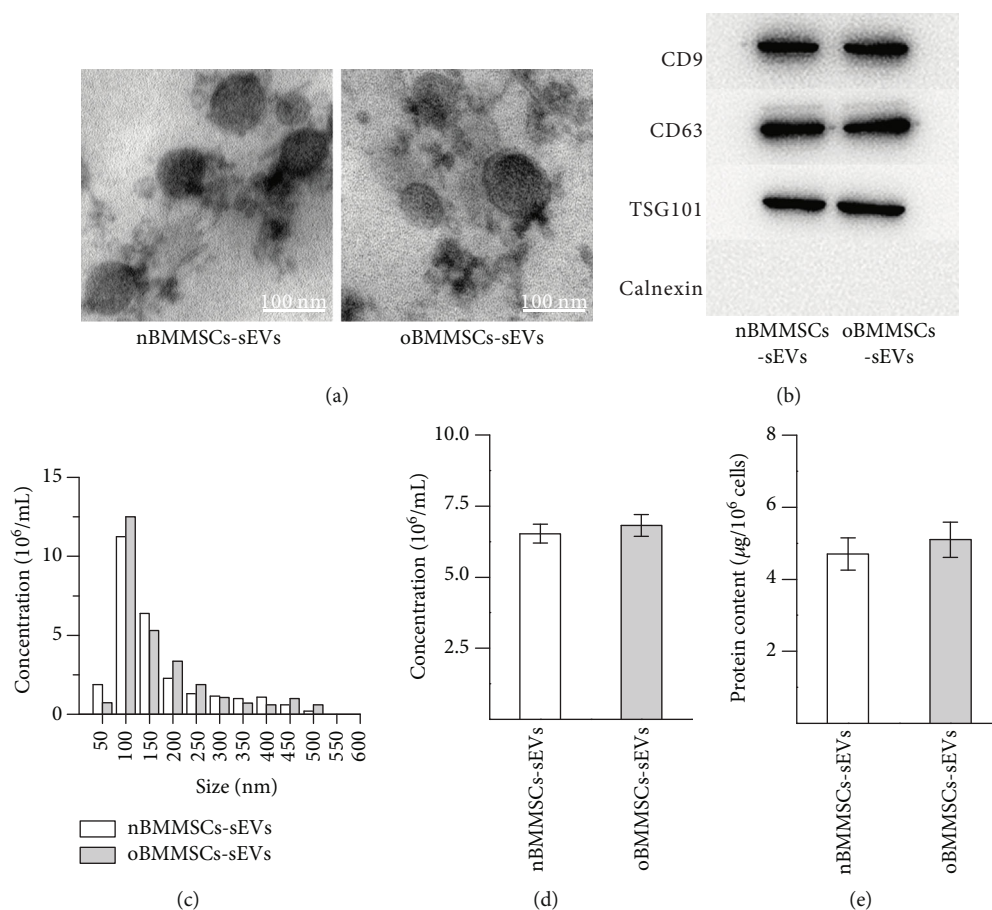 100 nm
100 nm
nBMMSCs-sEVs
oBMMSCs-sEVs
(a)
CD9
CD63
TSG101
Calnexin
nBMMSCs
-sEVs
oBMMSCs
-sEVs
(b)
Concentration (10⁶/mL)
15
10
5
0
50
100
150
200
250
300
350
400
450
500
600
Size (nm)
nBMMSCs-sEVs
oBMMSCs-sEVs
(c)
Concentration (10⁶/mL)
10.0
7.5
6.0
2.5
nBMMSCs-sEVs
oBMMSCs-sEVs
(d)
Protein content (μg/10⁶ cells)
8
6
4
2
nBMMSCs-sEVs
oBMMSCs-sEVs
(e)